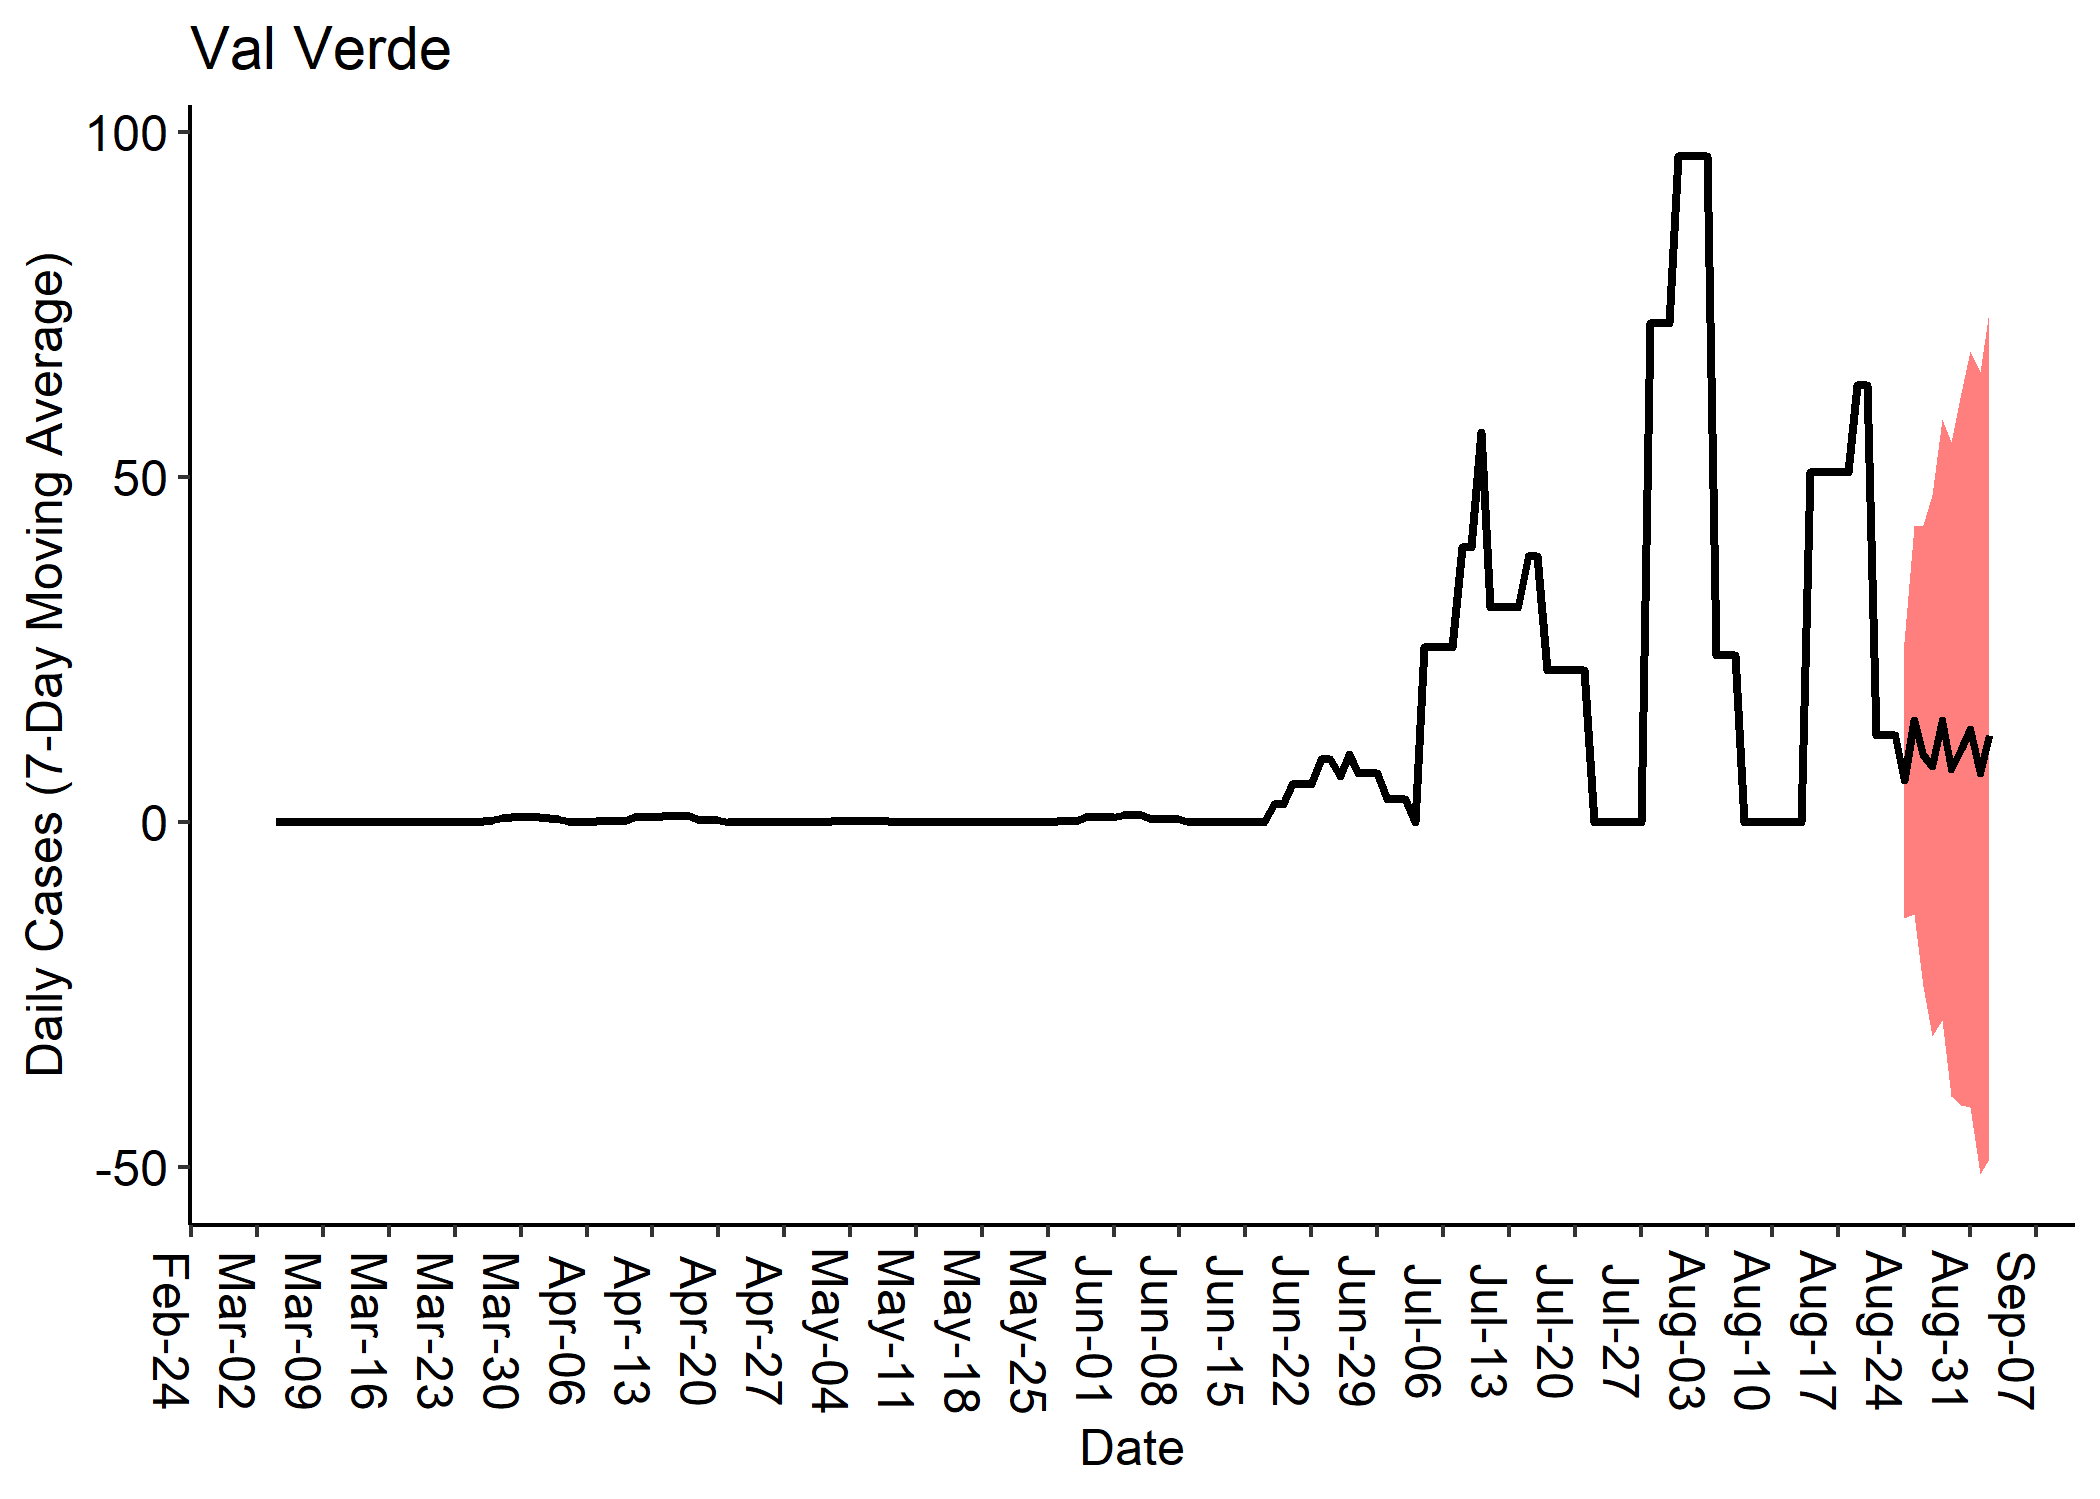 Val Verde
Daily Cases (7-Day Moving Average)
100
50
0
-50
Feb-24
Mar-02
Mar-09
Mar-16
Mar-23
Mar-30
Apr-06
Apr-13
Apr-20
Apr-27
May-04
May-11
May-18
May-25
Jun-01
Jun-08
Jun-15
Jun-22
Jun-29
Jul-06
Jul-13
Jul-20
Jul-27
Aug-03
Aug-10
Aug-17
Aug-24
Aug-31
Sep-07
Date